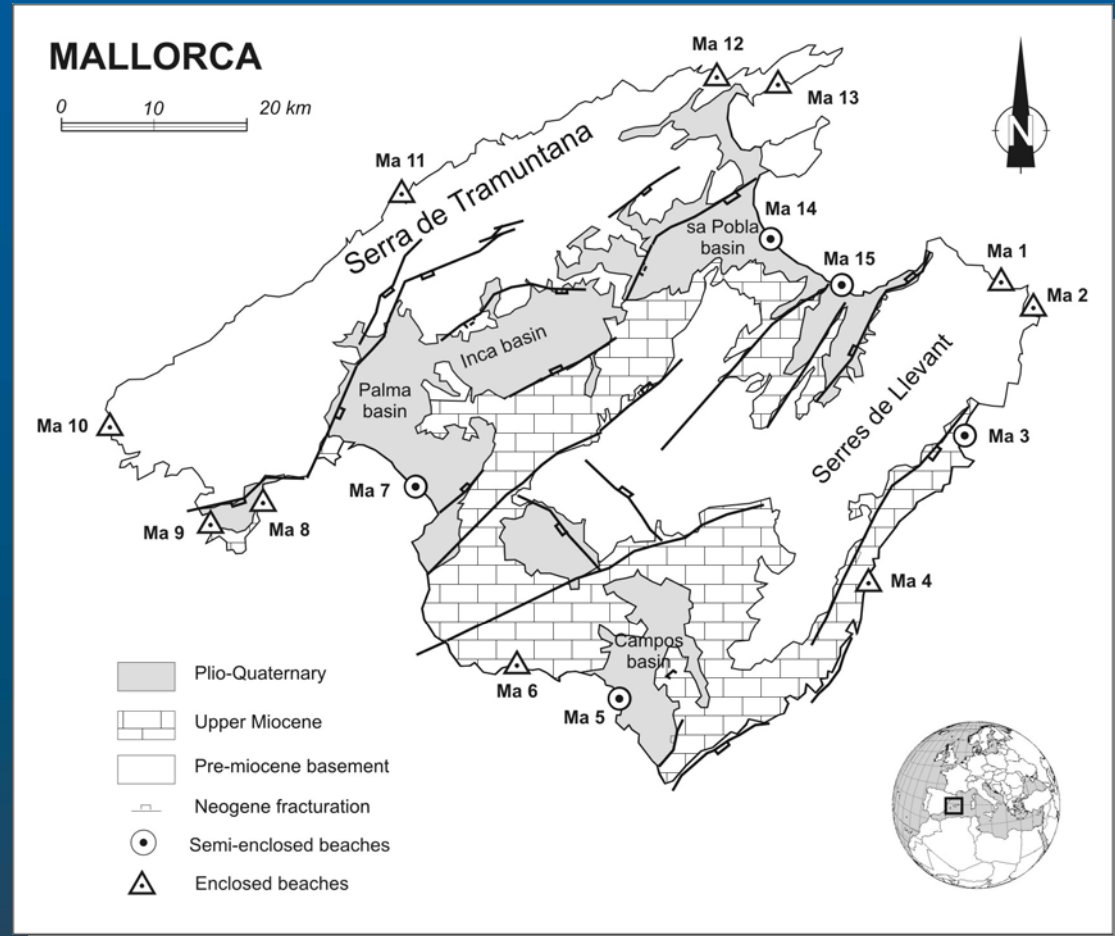 MALLORCA
0 10 20 km
N
Ma 12
Ma 13
Ma 11
Serra de Tramuntana
Ma 14
sa Pobla
basin
Ma 15
Ma 1
Ma 2
Inca basin
Palma
basin
Serres de Llevant
Ma 10
Ma 3
Ma 7
Ma 9
Ma 8
Ma 4
Campos
basin
Ma 6
Ma 5
Plio-Quaternary
Upper Miocene
Pre-miocene basement
Neogene fracturation
Semi-enclosed beaches
Enclosed beaches